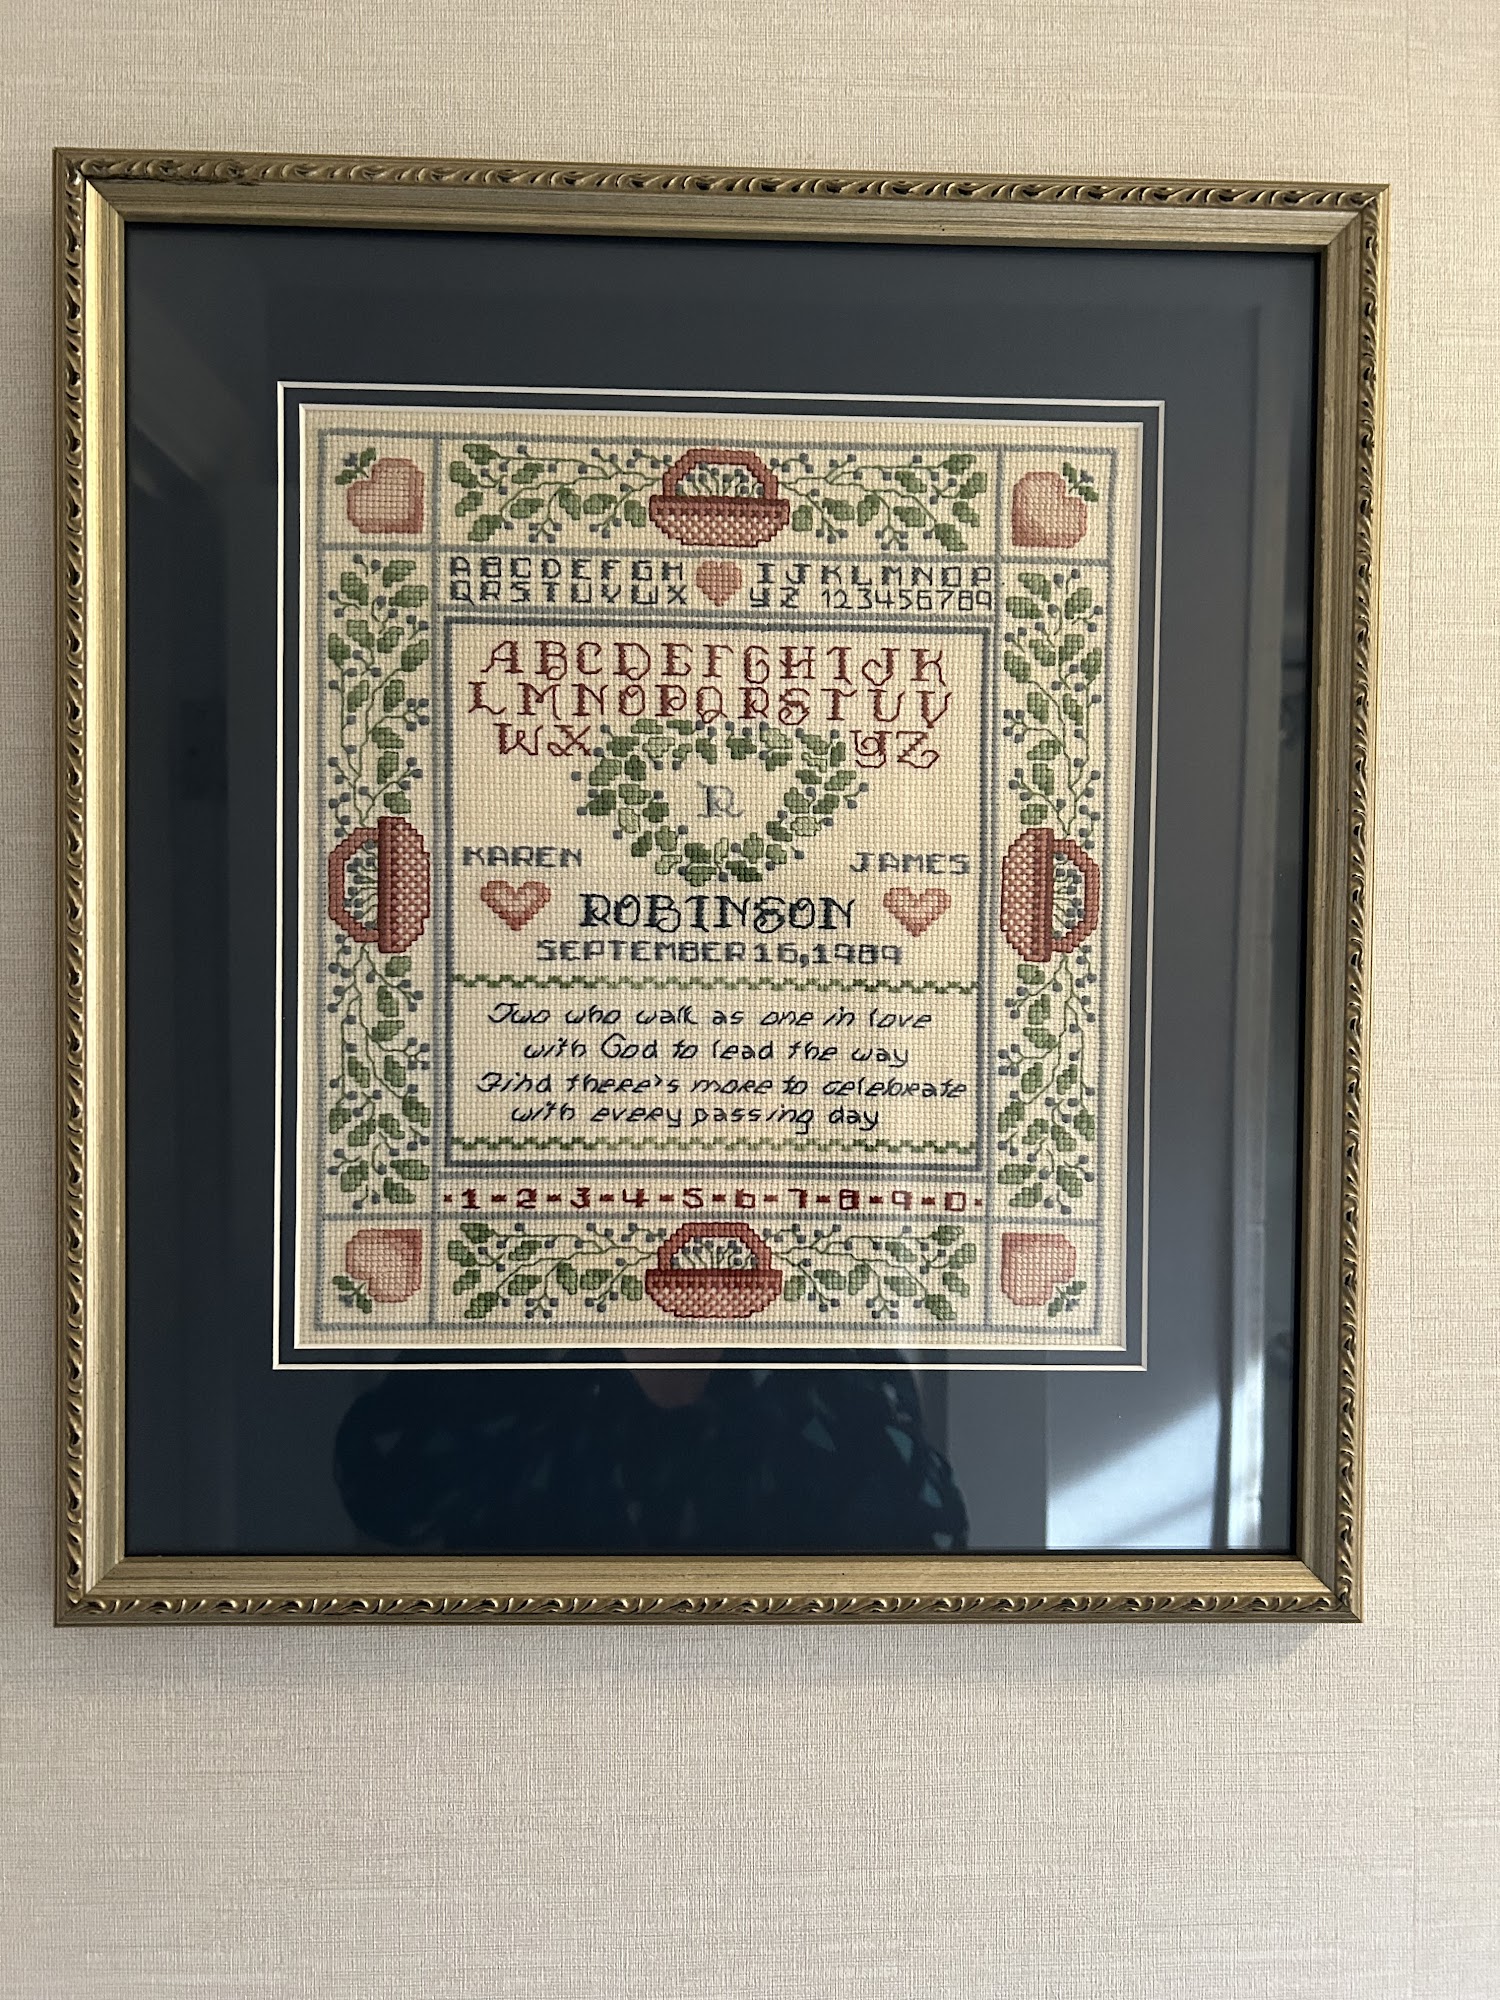 ABCDEFGH IJKLMNOP
QRSTUVWX YZ 123456789
ABCDEFGHIJK
LMNOPQRSTUV
WX YZ
R
KAREN JAMES
ROBINSON
SEPTEMBER 16, 1989
Two who walk as one in love
with God to lead the way
Find there's more to celebrate
with every passing day
·1-2-3-4-5-6-7-8-9-0·